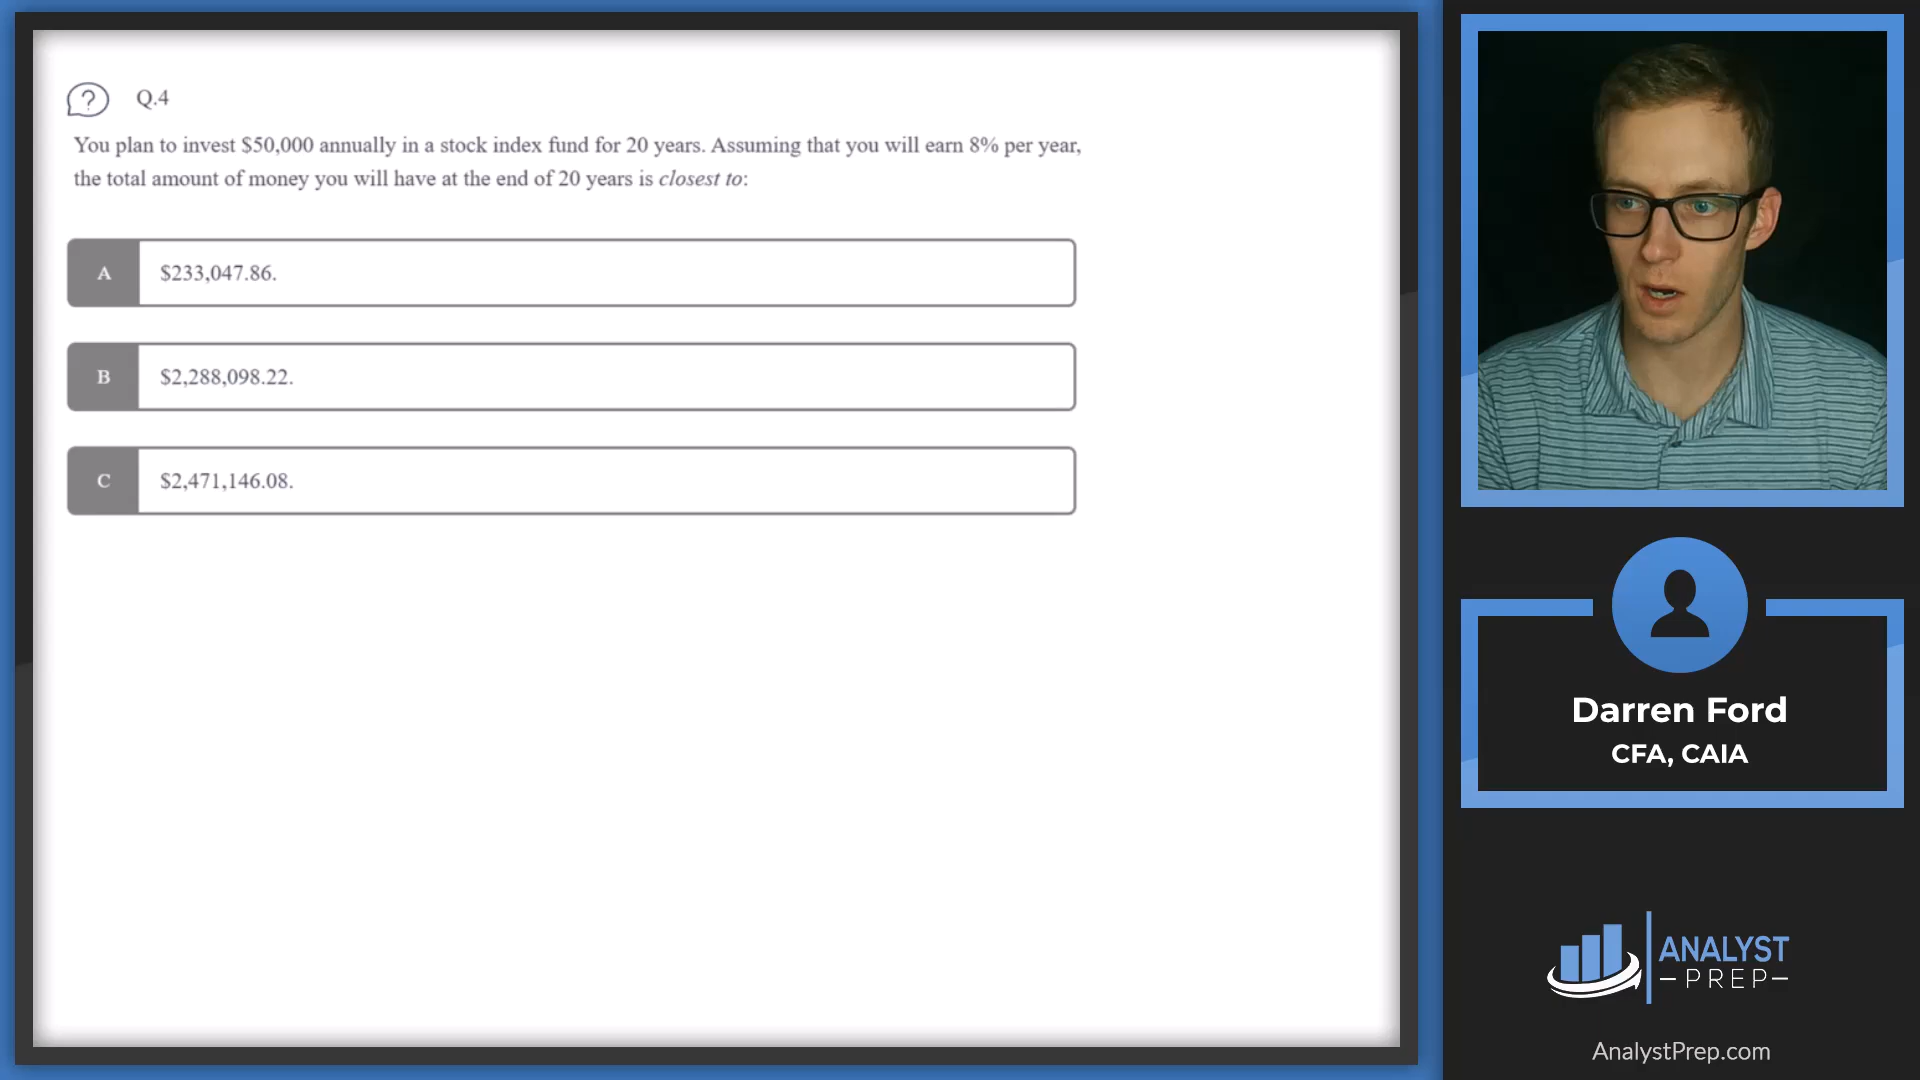 ?
Q.4
You plan to invest $50,000 annually in a stock index fund for 20 years. Assuming that you will earn 8% per year,
the total amount of money you will have at the end of 20 years is closest to:
A
$233,047.86.
B
$2,288,098.22.
C
$2,471,146.08.
Darren Ford
CFA, CAIA
ANALYST
PREP
AnalystPrep.com